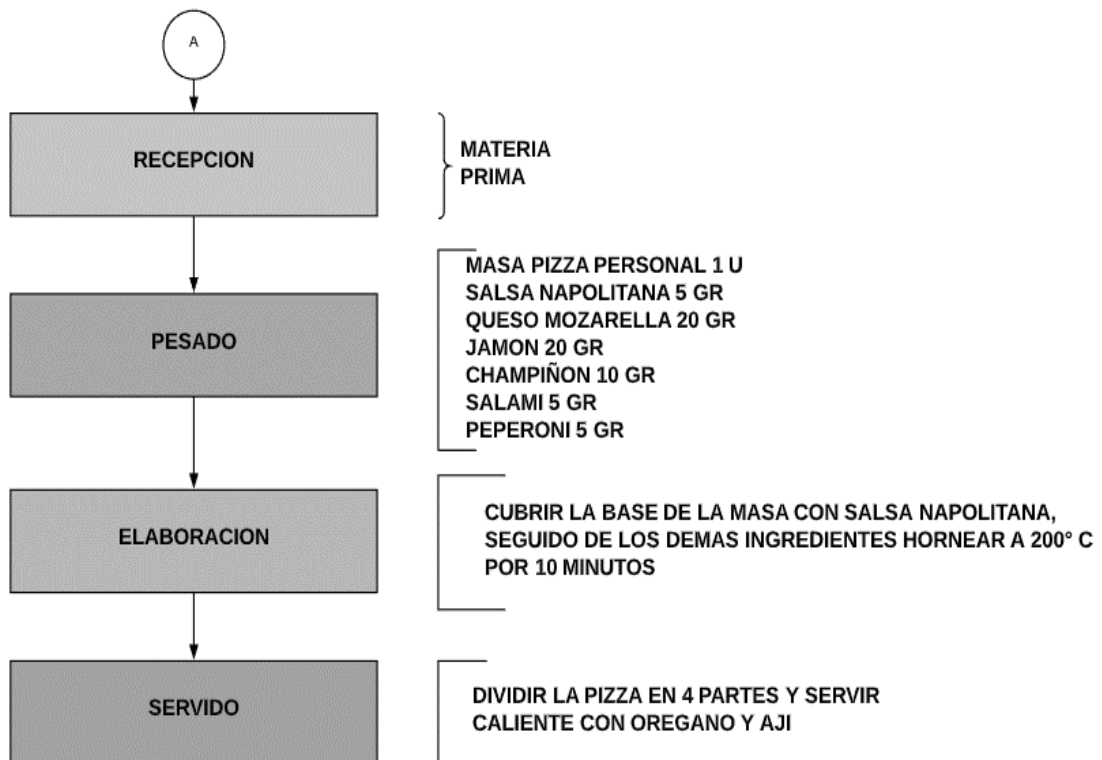 A
RECEPCION
MATERIA
PRIMA
PESADO
MASA PIZZA PERSONAL 1 U
SALSA NAPOLITANA 5 GR
QUESO MOZARELLA 20 GR
JAMON 20 GR
CHAMPIÑON 10 GR
SALAMI 5 GR
PEPERONI 5 GR
ELABORACION
CUBRIR LA BASE DE LA MASA CON SALSA NAPOLITANA,
SEGUIDO DE LOS DEMAS INGREDIENTES HORNEAR A 200° C
POR 10 MINUTOS
SERVIDO
DIVIDIR LA PIZZA EN 4 PARTES Y SERVIR
CALIENTE CON OREGANO Y AJI